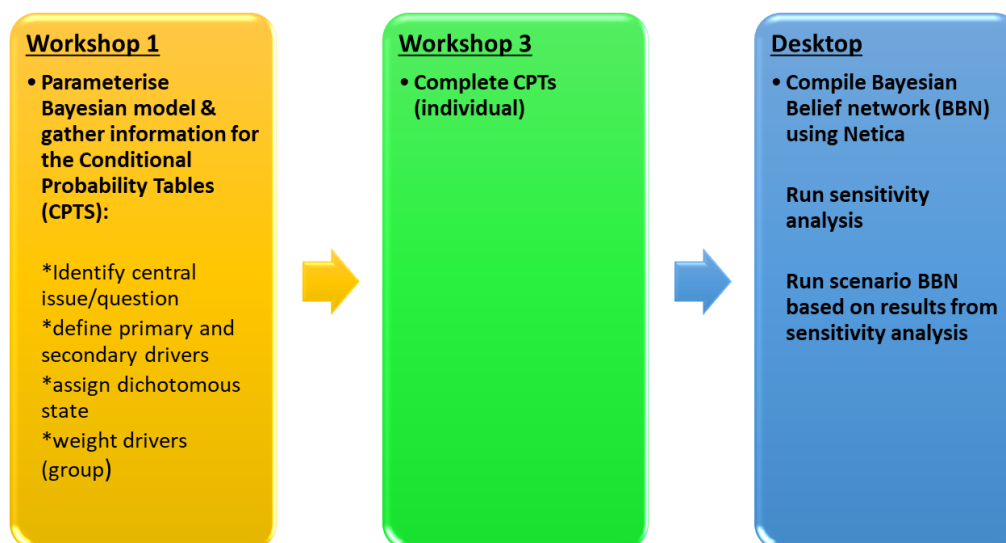 Workshop 1
• Parameterise
Bayesian model &
gather information for
the Conditional
Probability Tables
(CPTS):
*Identify central
issue/question
*define primary and
secondary drivers
*assign dichotomous
state
*weight drivers
(group)
Workshop 3
• Complete CPTs
(individual)
Desktop
• Compile Bayesian
Belief network (BBN)
using Netica
Run sensitivity
analysis
Run scenario BBN
based on results from
sensitivity analysis